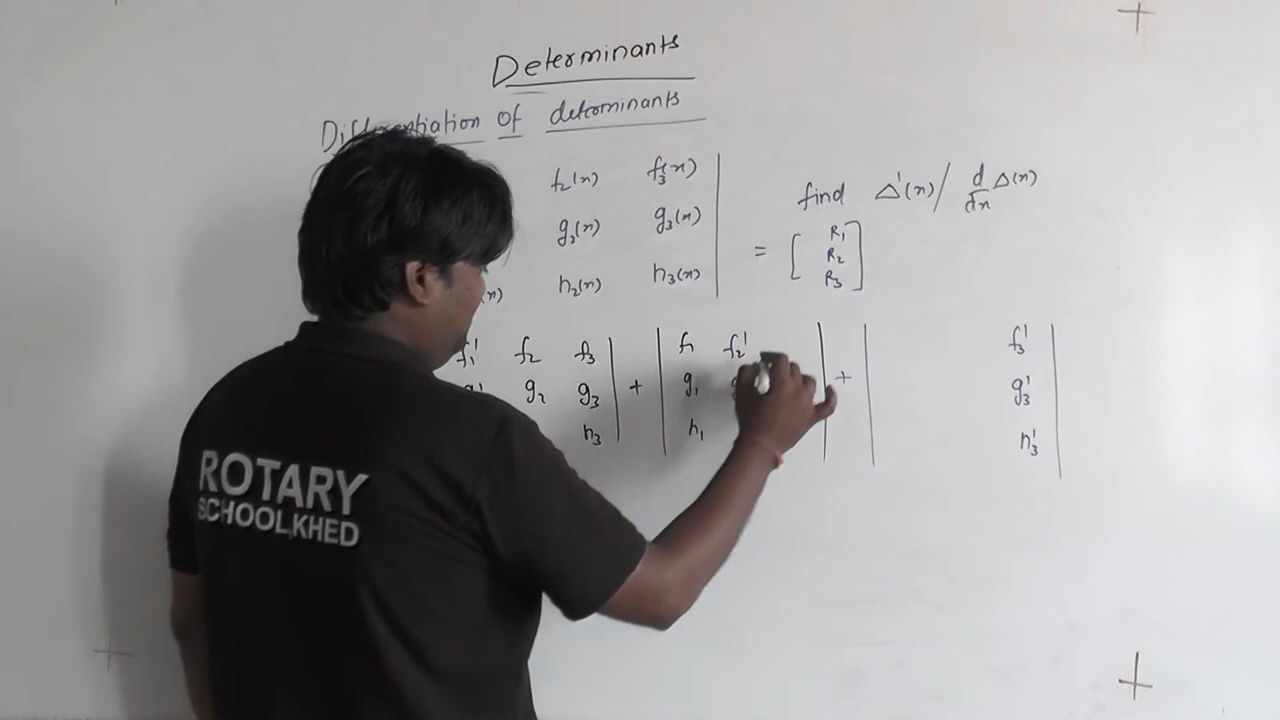 Determinants
Differentiation of determinants
f₂(x) f₃(x)
g₂(x) g₃(x)
h₂(x) h₃(x)
find Δ'(x)/ d/dx Δ(x)
= [ R₁
R₂
R₃ ]
f₁' f₂ f₃ | + | f₁ f₂' | + | f₃' |
g₂ g₃ g₁ g₃'
h₃ h₁ h₃'
ROTARY
SCHOOL,KHED